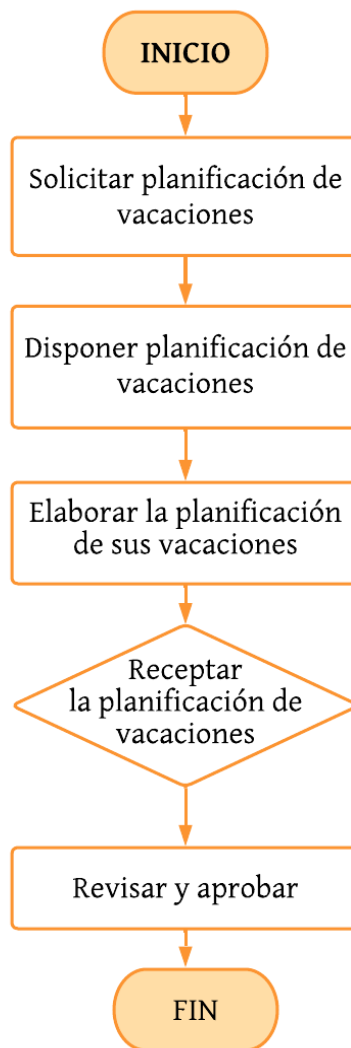 INICIO
Solicitar planificación de
vacaciones
Disponer planificación de
vacaciones
Elaborar la planificación
de sus vacaciones
Receptar
la planificación de
vacaciones
Revisar y aprobar
FIN